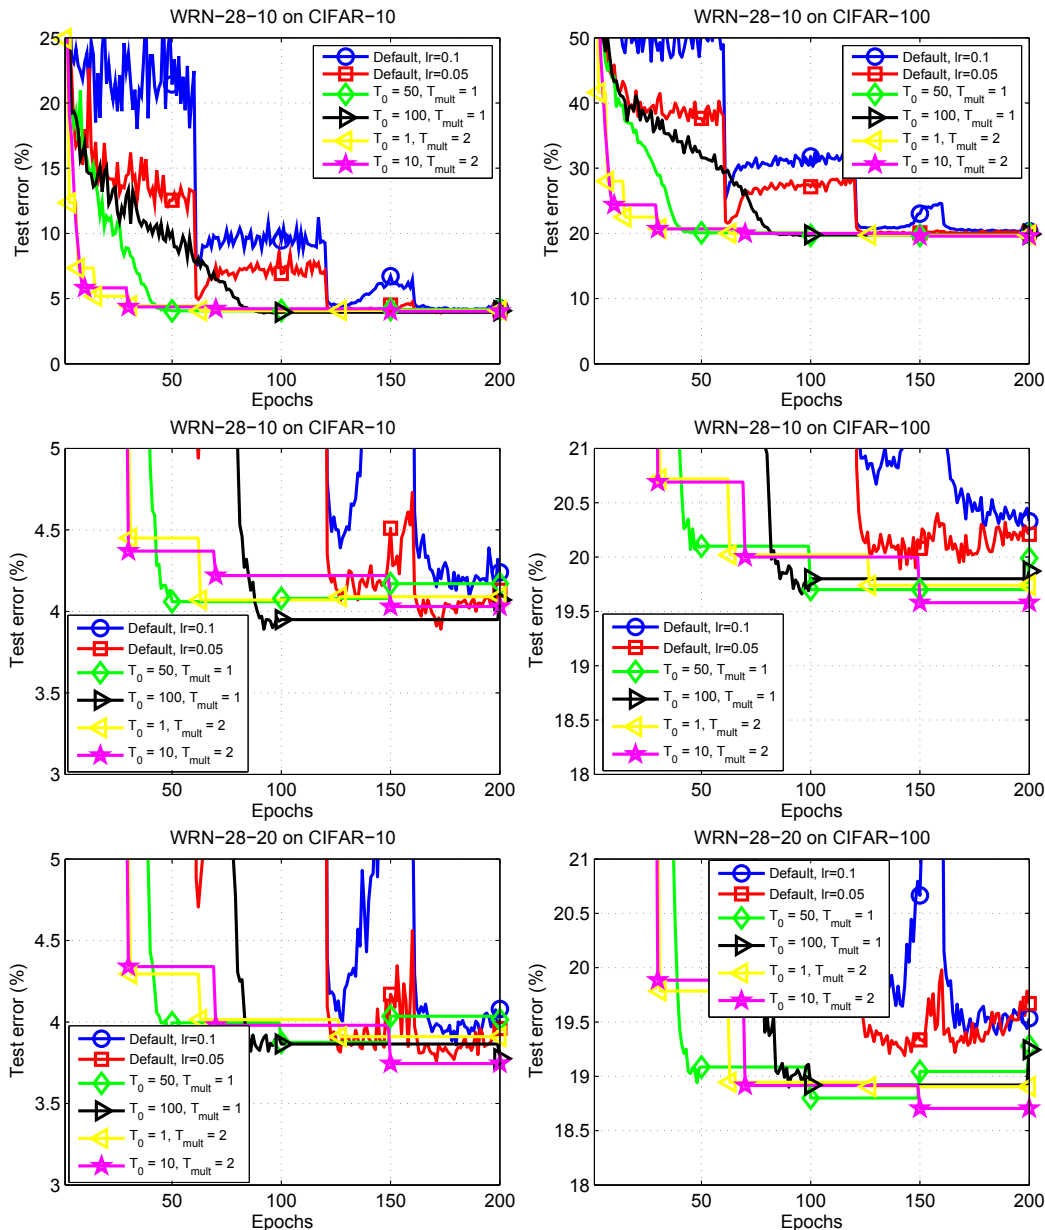 WRN−28−10 on CIFAR−10
25
20
15
10
5
0
Test error (%)
50 100 150 200
Epochs
Default, lr=0.1
Default, lr=0.05
T0 = 50, Tmult = 1
T0 = 100, Tmult = 1
T0 = 1, Tmult = 2
T0 = 10, Tmult = 2
WRN−28−10 on CIFAR−100
50
40
30
20
10
0
Test error (%)
50 100 150 200
Epochs
Default, lr=0.1
Default, lr=0.05
T0 = 50, Tmult = 1
T0 = 100, Tmult = 1
T0 = 1, Tmult = 2
T0 = 10, Tmult = 2
WRN−28−10 on CIFAR−10
5
4.5
4
3.5
3
Test error (%)
50 100 150 200
Epochs
Default, lr=0.1
Default, lr=0.05
T0 = 50, Tmult = 1
T0 = 100, Tmult = 1
T0 = 1, Tmult = 2
T0 = 10, Tmult = 2
WRN−28−10 on CIFAR−100
21
20.5
20
19.5
19
18.5
18
Test error (%)
50 100 150 200
Epochs
Default, lr=0.1
Default, lr=0.05
T0 = 50, Tmult = 1
T0 = 100, Tmult = 1
T0 = 1, Tmult = 2
T0 = 10, Tmult = 2
WRN−28−20 on CIFAR−10
5
4.5
4
3.5
3
Test error (%)
50 100 150 200
Epochs
Default, lr=0.1
Default, lr=0.05
T0 = 50, Tmult = 1
T0 = 100, Tmult = 1
T0 = 1, Tmult = 2
T0 = 10, Tmult = 2
WRN−28−20 on CIFAR−100
21
20.5
20
19.5
19
18.5
18
Test error (%)
50 100 150 200
Epochs
Default, lr=0.1
Default, lr=0.05
T0 = 50, Tmult = 1
T0 = 100, Tmult = 1
T0 = 1, Tmult = 2
T0 = 10, Tmult = 2